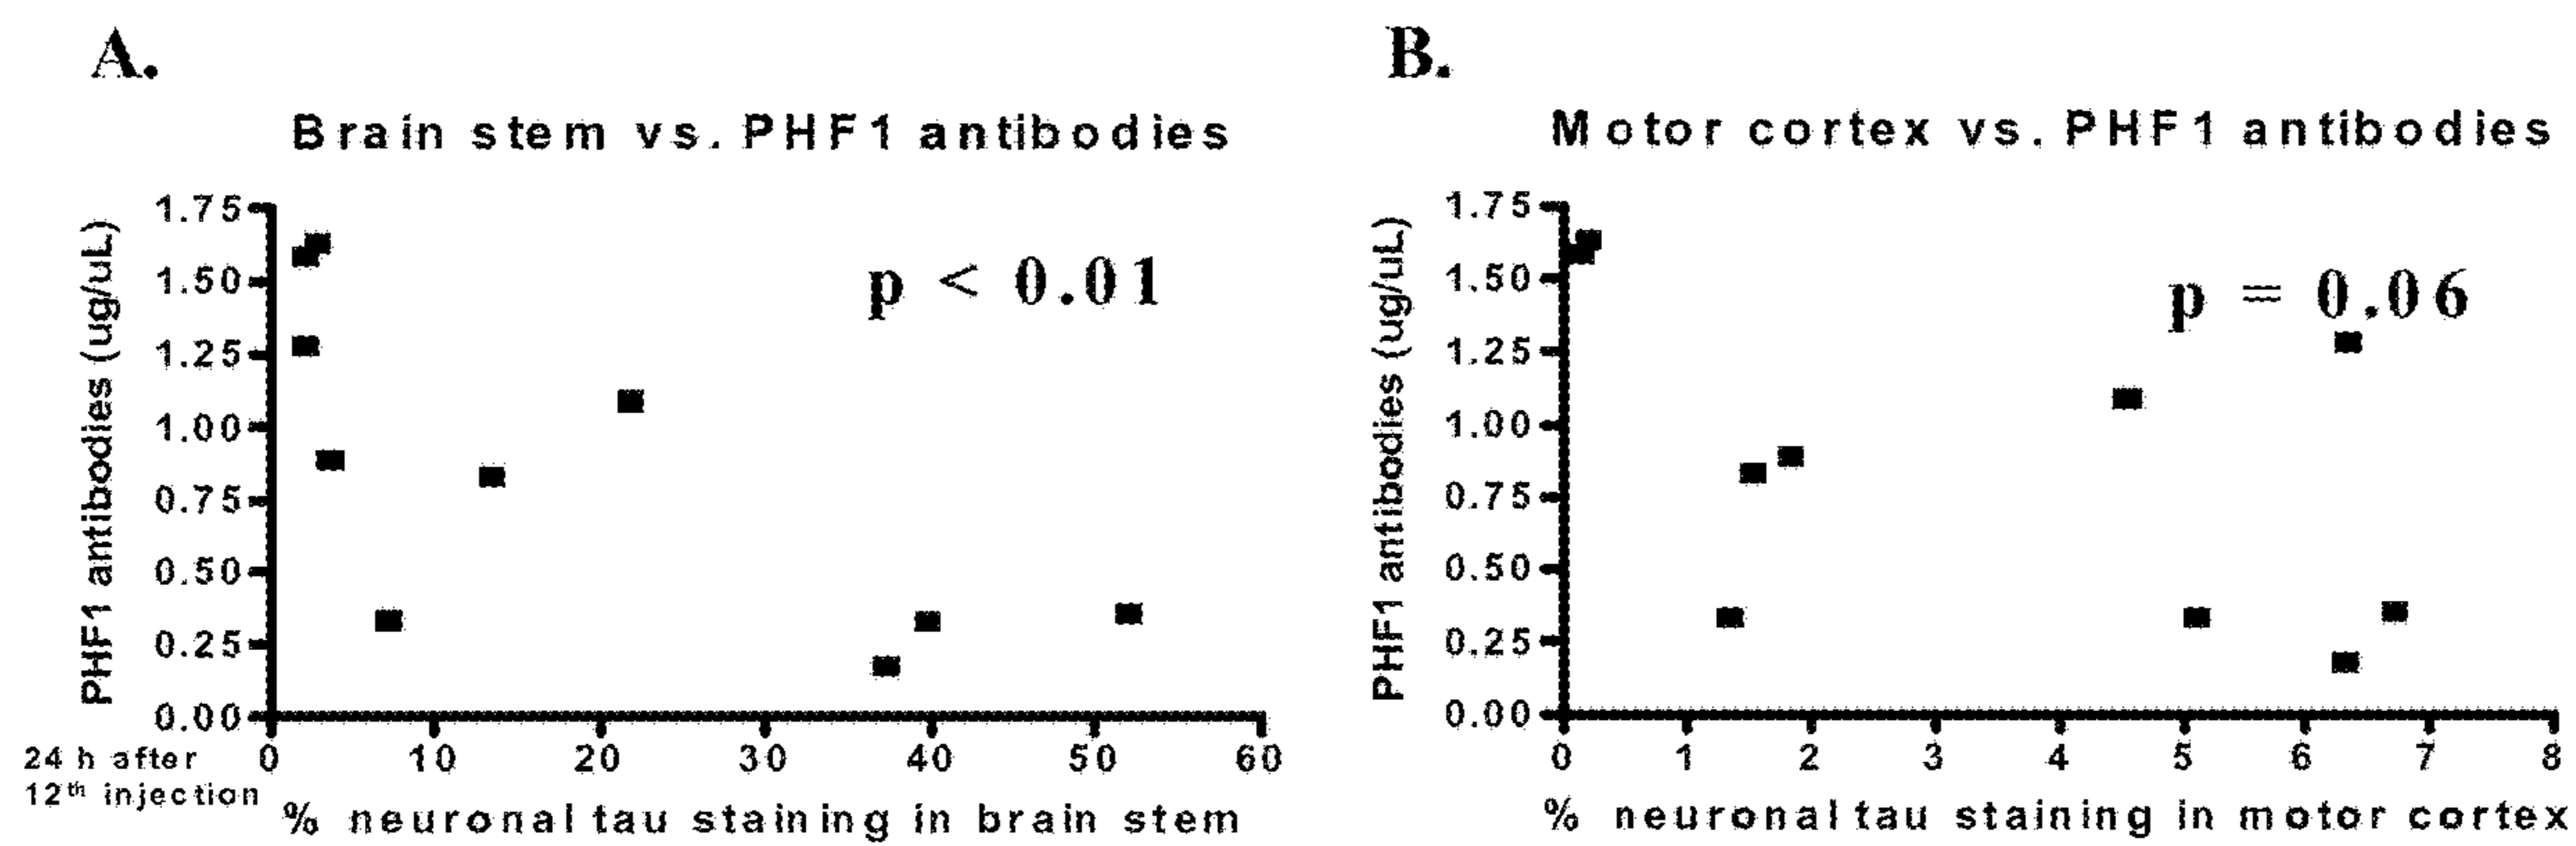 A.
Brain stem vs. PHF1 antibodies
PHF1 antibodies (ug/uL)
1.75
1.50
1.25
1.00
0.75
0.50
0.25
0.00
p < 0.01
0 10 20 30 40 50 60
24 h after
12th injection
% neuronal tau staining in brain stem
B.
Motor cortex vs. PHF1 antibodies
PHF1 antibodies (ug/uL)
1.75
1.50
1.25
1.00
0.75
0.50
0.25
0.00
p = 0.06
0 1 2 3 4 5 6 7 8
% neuronal tau staining in motor cortex